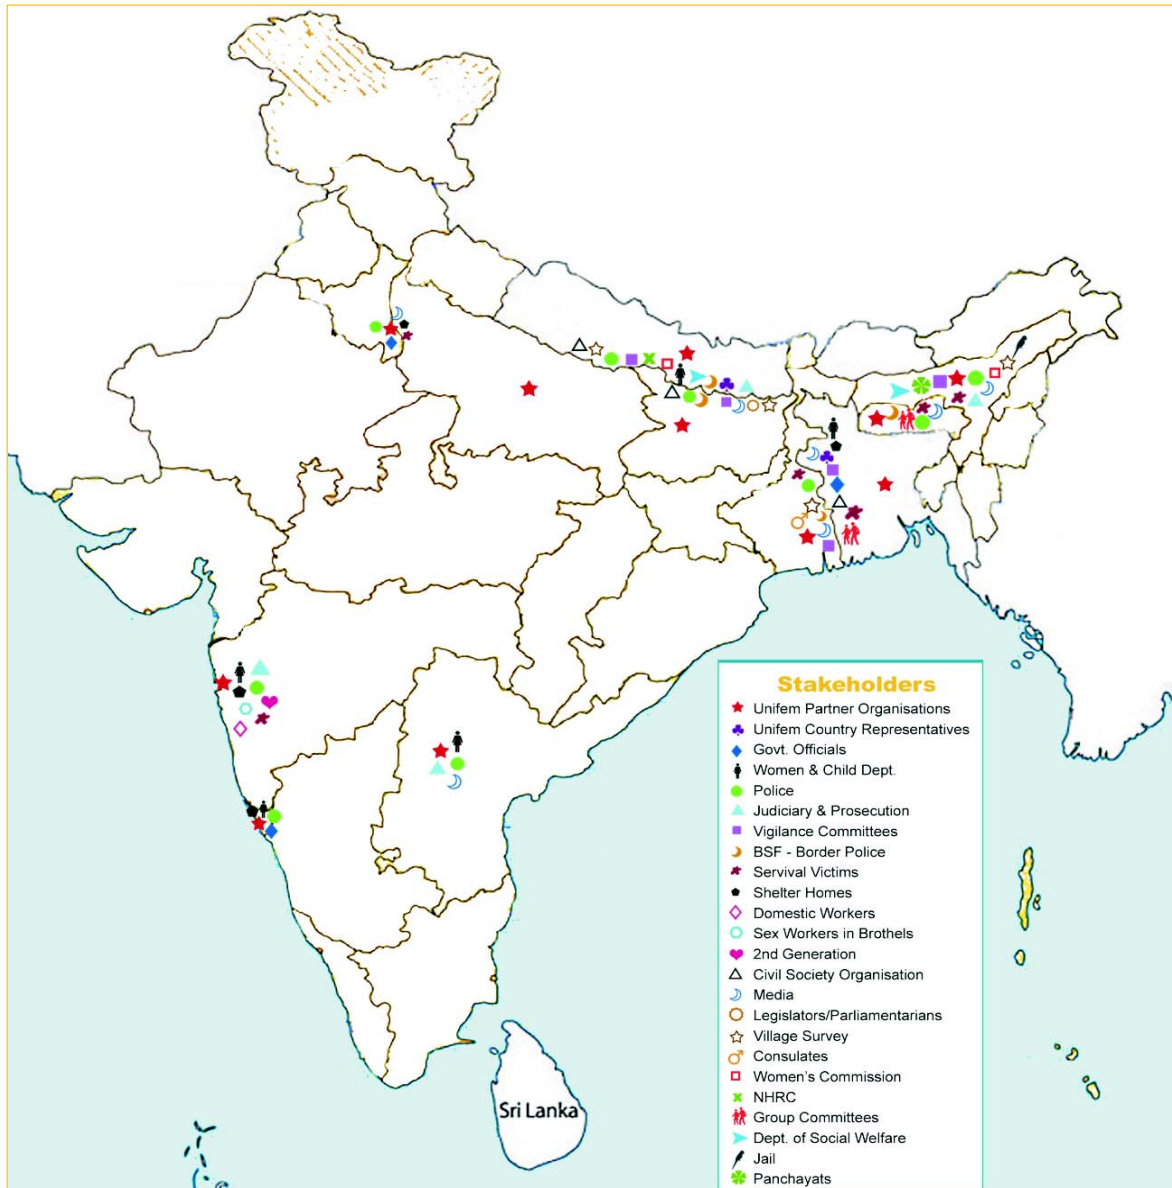 Stakeholders
Unifem Partner Organisations
Unifem Country Representatives
Govt. Officials
Women & Child Dept.
Police
Judiciary & Prosecution
Vigilance Committees
BSF - Border Police
Servival Victims
Shelter Homes
Domestic Workers
Sex Workers in Brothels
2nd Generation
Civil Society Organisation
Media
Legislators/Parliamentarians
Village Survey
Consulates
Women's Commission
NHRC
Group Committees
Dept. of Social Welfare
Jail
Panchayats
Sri Lanka